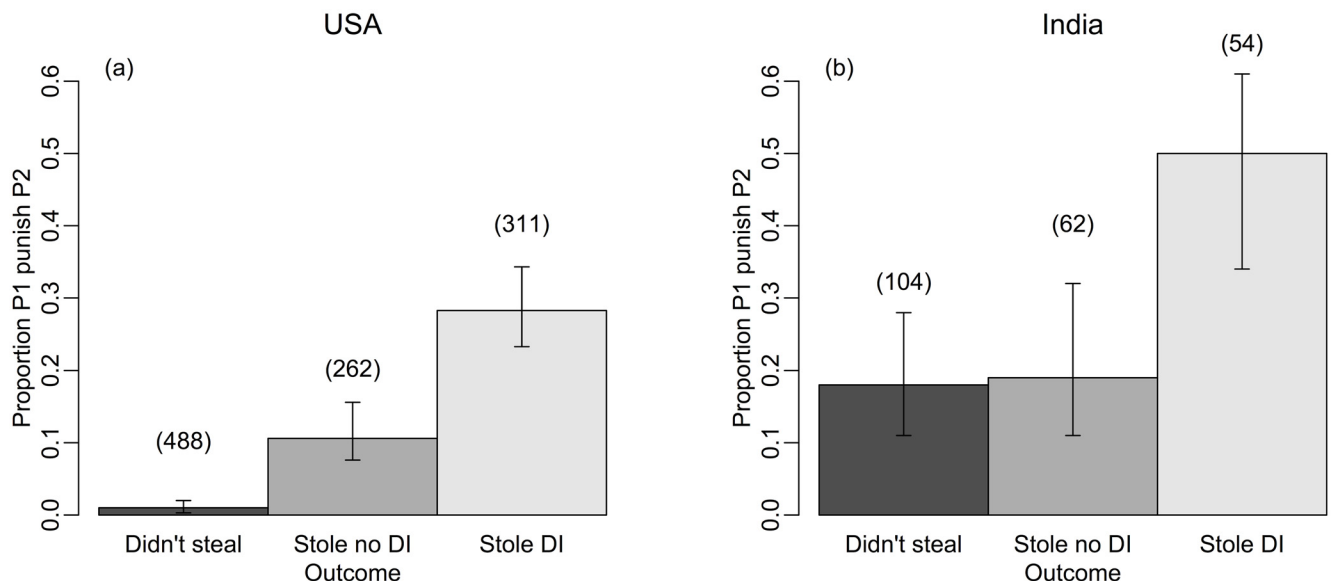 USA
(a)
Proportion P1 punish P2
0.0 0.1 0.2 0.3 0.4 0.5 0.6
(488)
(262)
(311)
Didn't steal Stole no DI Stole DI
Outcome
India
(b)
Proportion P1 punish P2
0.0 0.1 0.2 0.3 0.4 0.5 0.6
(104)
(62)
(54)
Didn't steal Stole no DI Stole DI
Outcome